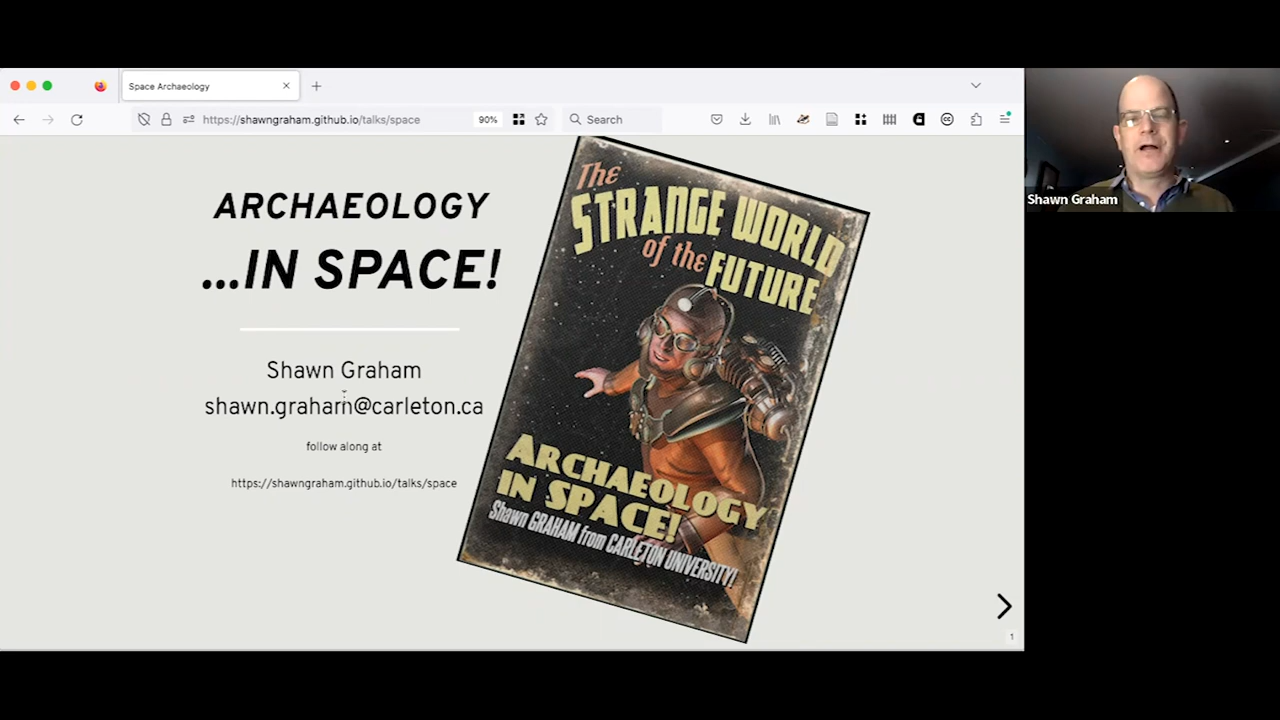 Space Archaeology
https://shawngraham.github.io/talks/space
90%
Search
Shawn Graham
ARCHAEOLOGY
...IN SPACE!
Shawn Graham
shawn.graham@carleton.ca
follow along at
https://shawngraham.github.io/talks/space
The
STRANGE WORLD
of the FUTURE
ARCHAEOLOGY
IN SPACE!
Shawn GRAHAM from CARLETON UNIVERSITY!
1